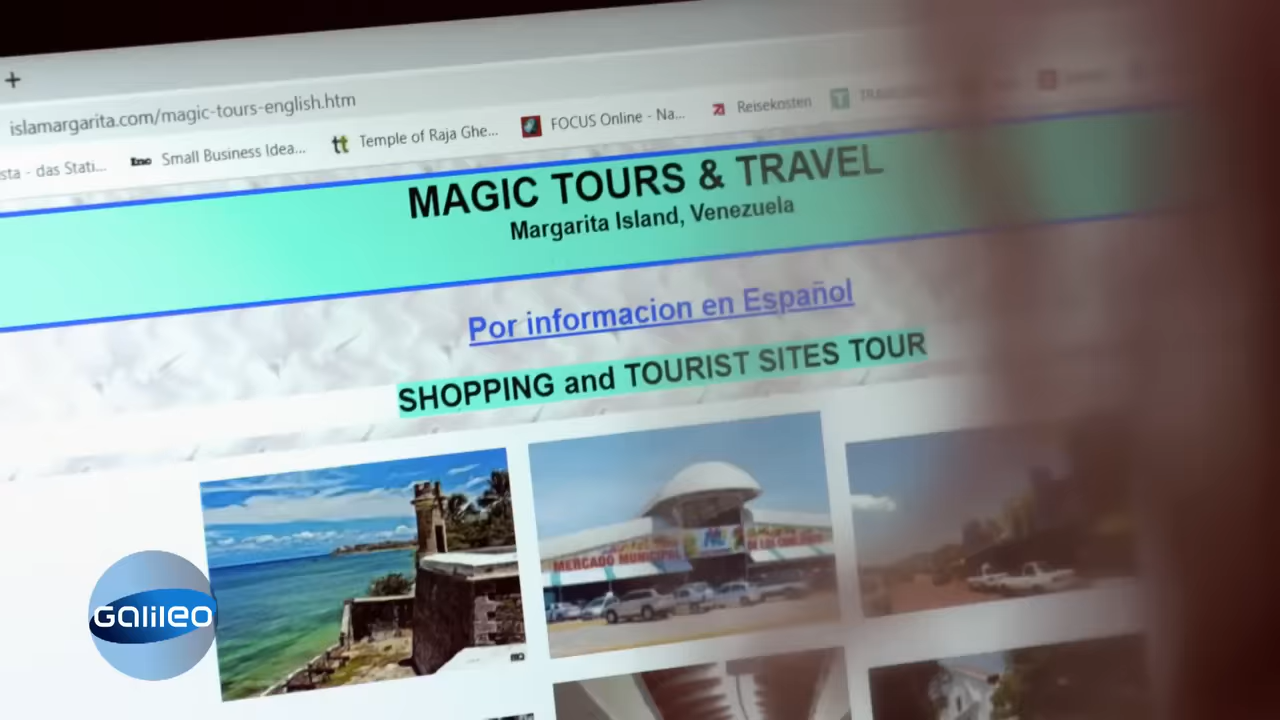 +
islamargarita.com/magic-tours-english.htm
sta - das Stati...
Inc Small Business Idea...
tt Temple of Raja Ghe...
FOCUS Online - Na...
Reisekosten
T
MAGIC TOURS & TRAVEL
Margarita Island, Venezuela
Por informacion en Español
SHOPPING and TOURIST SITES TOUR
MERCADO MUNICIPAL
Galileo